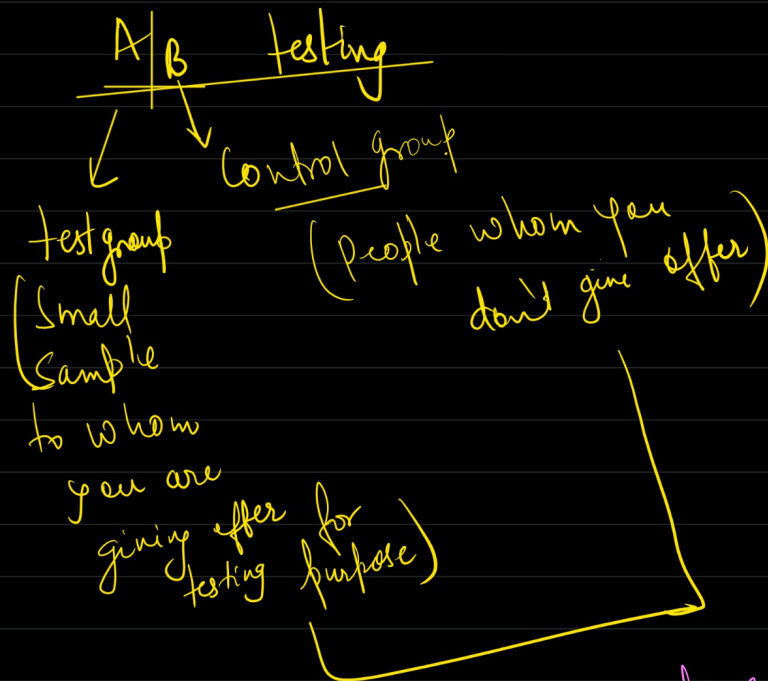 A|B testing
Control group
(people whom you
don't give offer)
test group
(Small
Sample
to whom
you are
giving offer for
testing purpose)